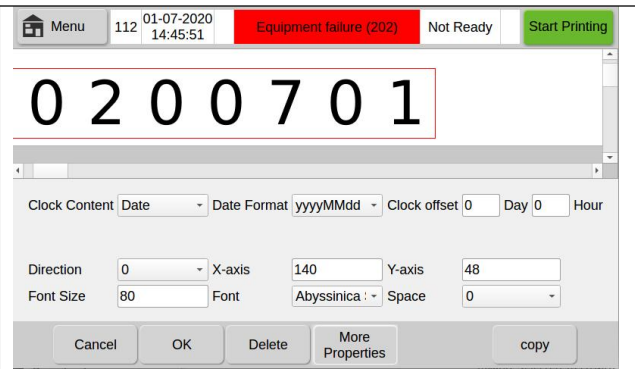 Menu 112 01-07-2020 Equipment failure (202) Not Ready Start Printing
14:45:51
0200701
Clock Content Date Date Format yyyyMMdd Clock offset 0 Day 0 Hour
Direction 0 X-axis 140 Y-axis 48
Font Size 80 Font Abyssinica Space 0
Cancel OK Delete More Properties copy